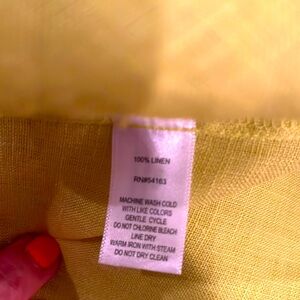 100% LINEN
RN#54163
MACHINE WASH COLD
WITH LIKE COLORS
GENTLE CYCLE
DO NOT CHLORINE BLEACH
LINE DRY
WARM IRON WITH STEAM
DO NOT DRY CLEAN